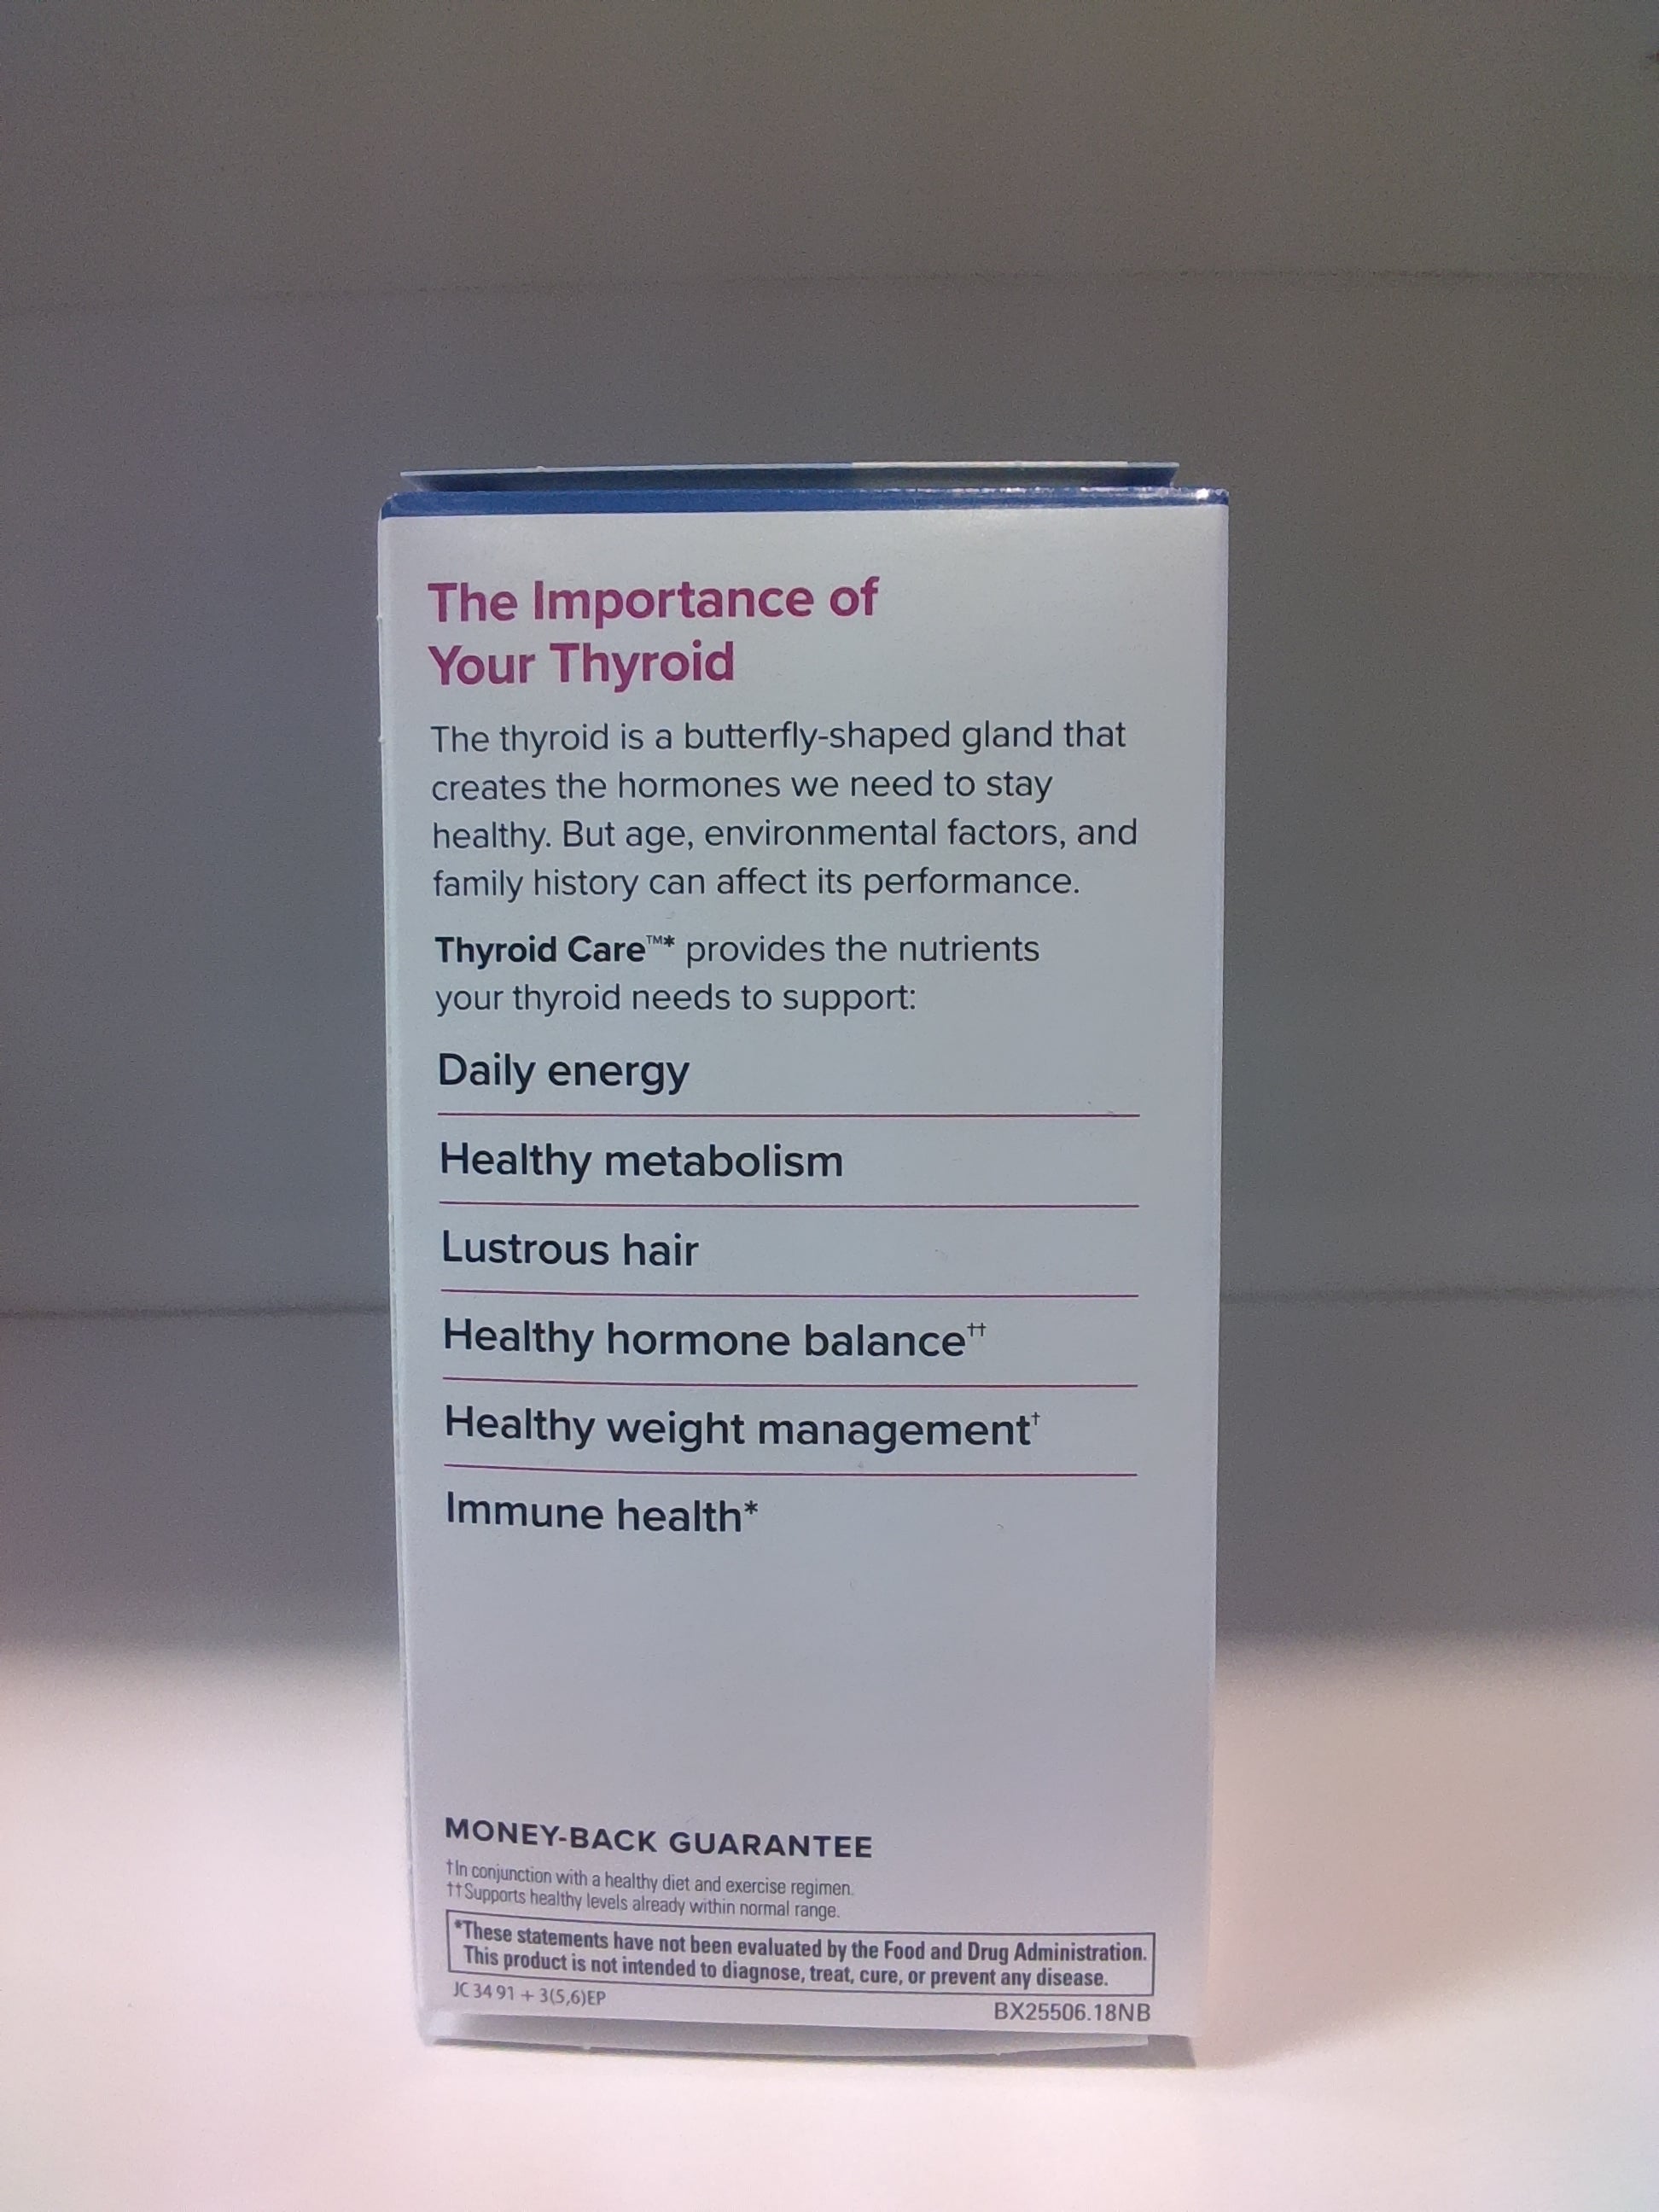 The Importance of
Your Thyroid
The thyroid is a butterfly-shaped gland that
creates the hormones we need to stay
healthy. But age, environmental factors, and
family history can affect its performance.
Thyroid Care™* provides the nutrients
your thyroid needs to support:
Daily energy
Healthy metabolism
Lustrous hair
Healthy hormone balance††
Healthy weight management†
Immune health*
MONEY-BACK GUARANTEE
†In conjunction with a healthy diet and exercise regimen.
††Supports healthy levels already within normal range.
*These statements have not been evaluated by the Food and Drug Administration.
This product is not intended to diagnose, treat, cure, or prevent any disease.
JC 34 91 + 3(5,6)EP
BX25506.18NB